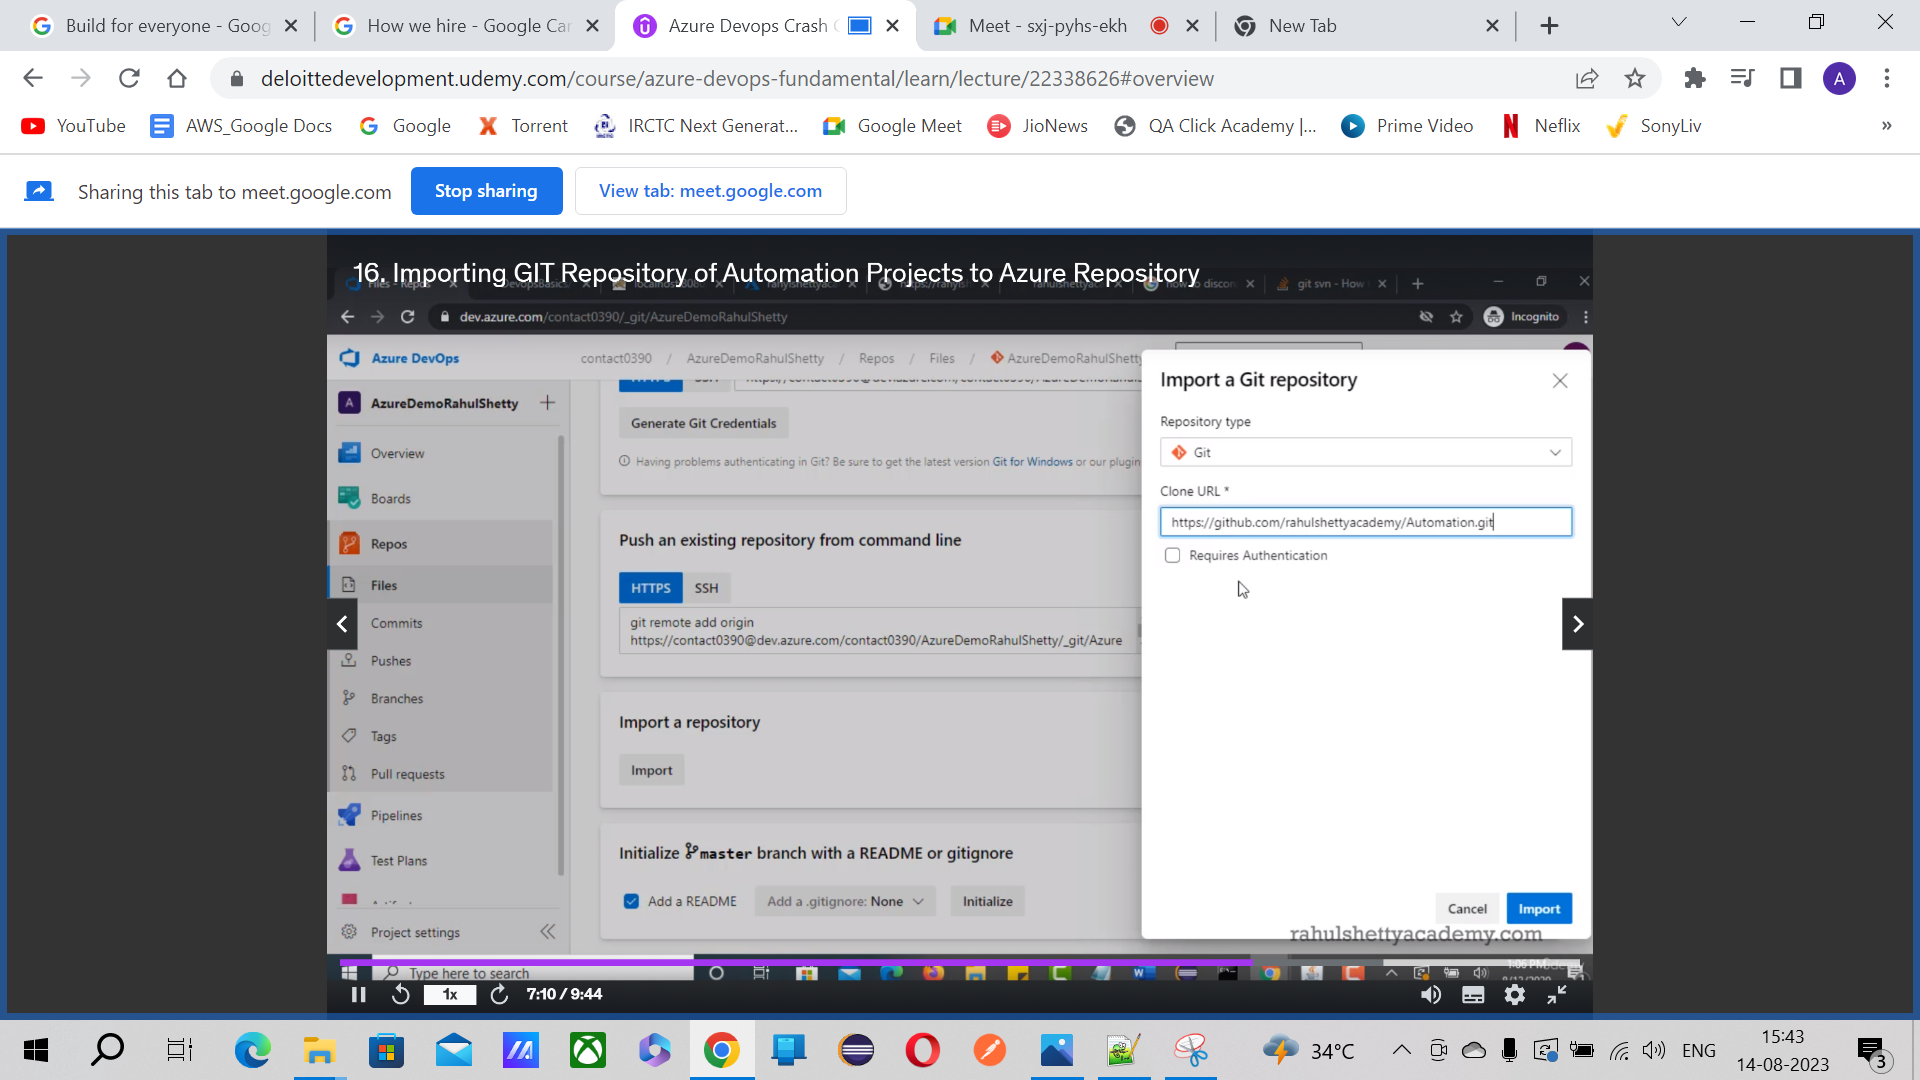 Build for everyone - Goog
How we hire - Google Car
Azure Devops Crash
Meet - sxj-pyhs-ekh
New Tab
deloittedevelopment.udemy.com/course/azure-devops-fundamental/learn/lecture/22338626#overview
A
YouTube
AWS_Google Docs
Google
Torrent
IRCTC Next Generat...
Google Meet
JioNews
QA Click Academy |...
Prime Video
Neflix
SonyLiv
»
Sharing this tab to meet.google.com
Stop sharing
View tab: meet.google.com
16. Importing GIT Repository of Automation Projects to Azure Repository
git svn - How
dev.azure.com/contact0390/_git/AzureDemoRahulShetty
Incognito
Azure DevOps
contact0390 / AzureDemoRahulShetty / Repos / Files / AzureDemoRahulShetty
A AzureDemoRahulShetty
Overview
Boards
Repos
Files
Commits
Pushes
Branches
Tags
Pull requests
Pipelines
Test Plans
Project settings
Generate Git Credentials
Having problems authenticating in Git? Be sure to get the latest version Git for Windows or our plugin
Push an existing repository from command line
HTTPS
SSH
git remote add origin
https://contact0390@dev.azure.com/contact0390/AzureDemoRahulShetty/_git/Azure
Import a repository
Import
Initialize master branch with a README or gitignore
Add a README
Add a .gitignore: None
Initialize
Import a Git repository
Repository type
Git
Clone URL *
https://github.com/rahulshettyacademy/Automation.git
Requires Authentication
Cancel
Import
rahulshettyacademy.com
Type here to search
1x
7:10 / 9:44
34°C
ENG
15:43
14-08-2023
3